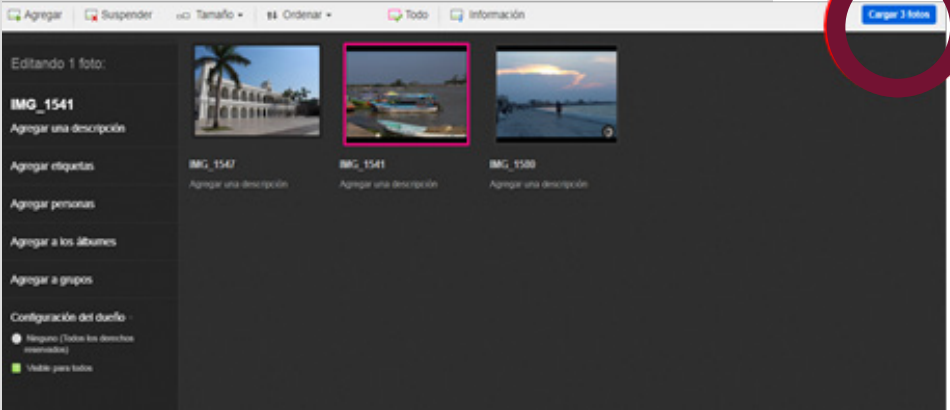 Agregar Suspender Tamaño Ordenar Todo Información Cargar 3 fotos
Editando 1 foto:
IMG_1541
Agregar una descripción
Agregar etiquetas
Agregar personas
Agregar a los álbumes
Agregar a grupos
Configuración del dueño
Ninguno (Todos los derechos
reservados)
Visible para todos
IMG_1547
Agregar una descripción
IMG_1541
Agregar una descripción
IMG_1500
Agregar una descripción